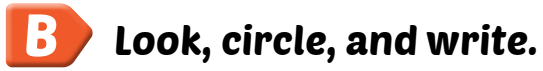 B Look, circle, and write.